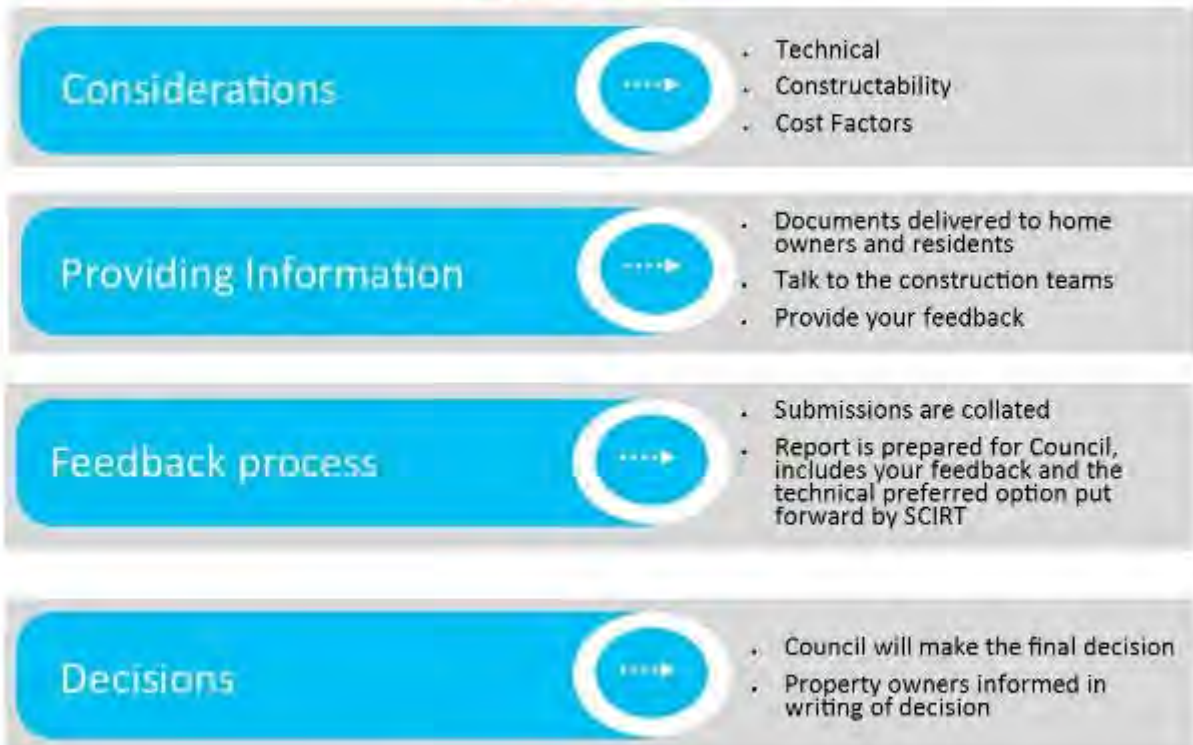 Considerations
Technical
Constructability
Cost Factors
Providing Information
Documents delivered to home
owners and residents
Talk to the construction teams
Provide your feedback
Feedback process
Submissions are collated
Report is prepared for Council,
includes your feedback and the
technical preferred option put
forward by SCIRT
Decisions
Council will make the final decision
Property owners informed in
writing of decision